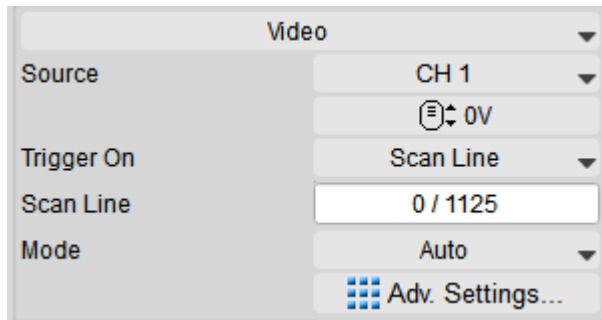 Video
Source CH 1
0V
Trigger On Scan Line
Scan Line 0 / 1125
Mode Auto
Adv. Settings...